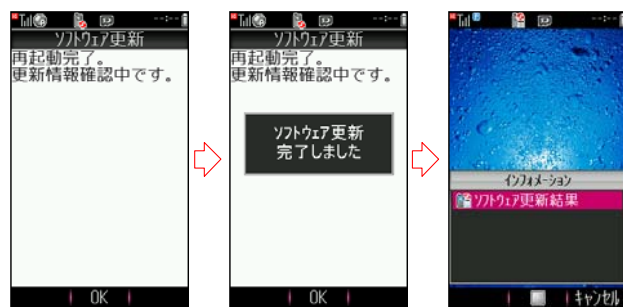 ｿﾌﾄｳｪｱ更新
再起動完了。
更新情報確認中です。
OK
ｿﾌﾄｳｪｱ更新
再起動完了。
更新情報確認中です。
ｿﾌﾄｳｪｱ更新
完了しました
OK
ｲﾝﾌｫﾒｰｼｮﾝ
ｿﾌﾄｳｪｱ更新結果
ｷｬﾝｾﾙ